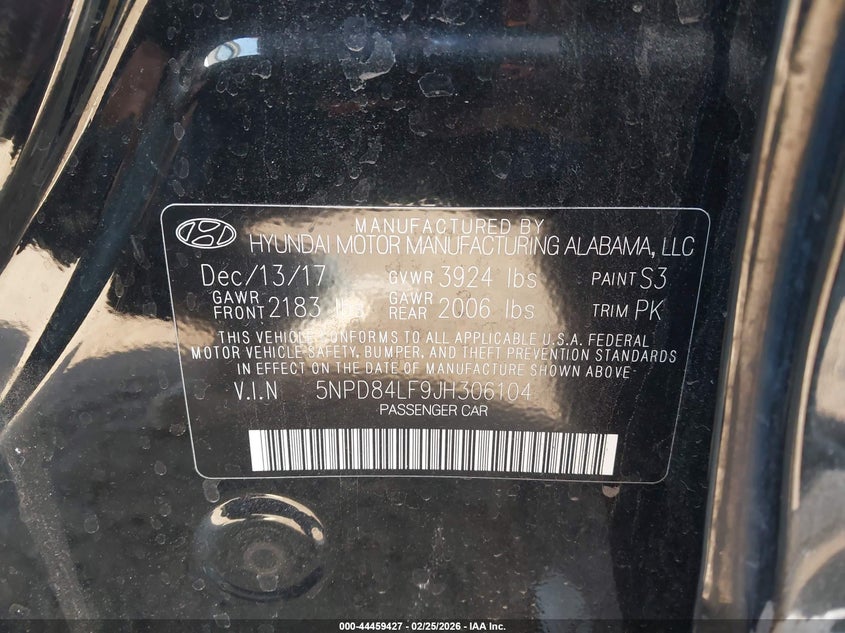 MANUFACTURED BY
HYUNDAI MOTOR MANUFACTURING ALABAMA, LLC
Dec/13/17 GVWR 3924 lbs PAINT S3
GAWR FRONT 2183 lbs GAWR REAR 2006 lbs TRIM PK
THIS VEHICLE CONFORMS TO ALL APPLICABLE U.S.A. FEDERAL
MOTOR VEHICLE SAFETY, BUMPER, AND THEFT PREVENTION STANDARDS
IN EFFECT ON THE DATE OF MANUFACTURE SHOWN ABOVE.
V.I.N 5NPD84LF9JH306104
PASSENGER CAR
000-44459427 - 02/25/2026 - IAA Inc.